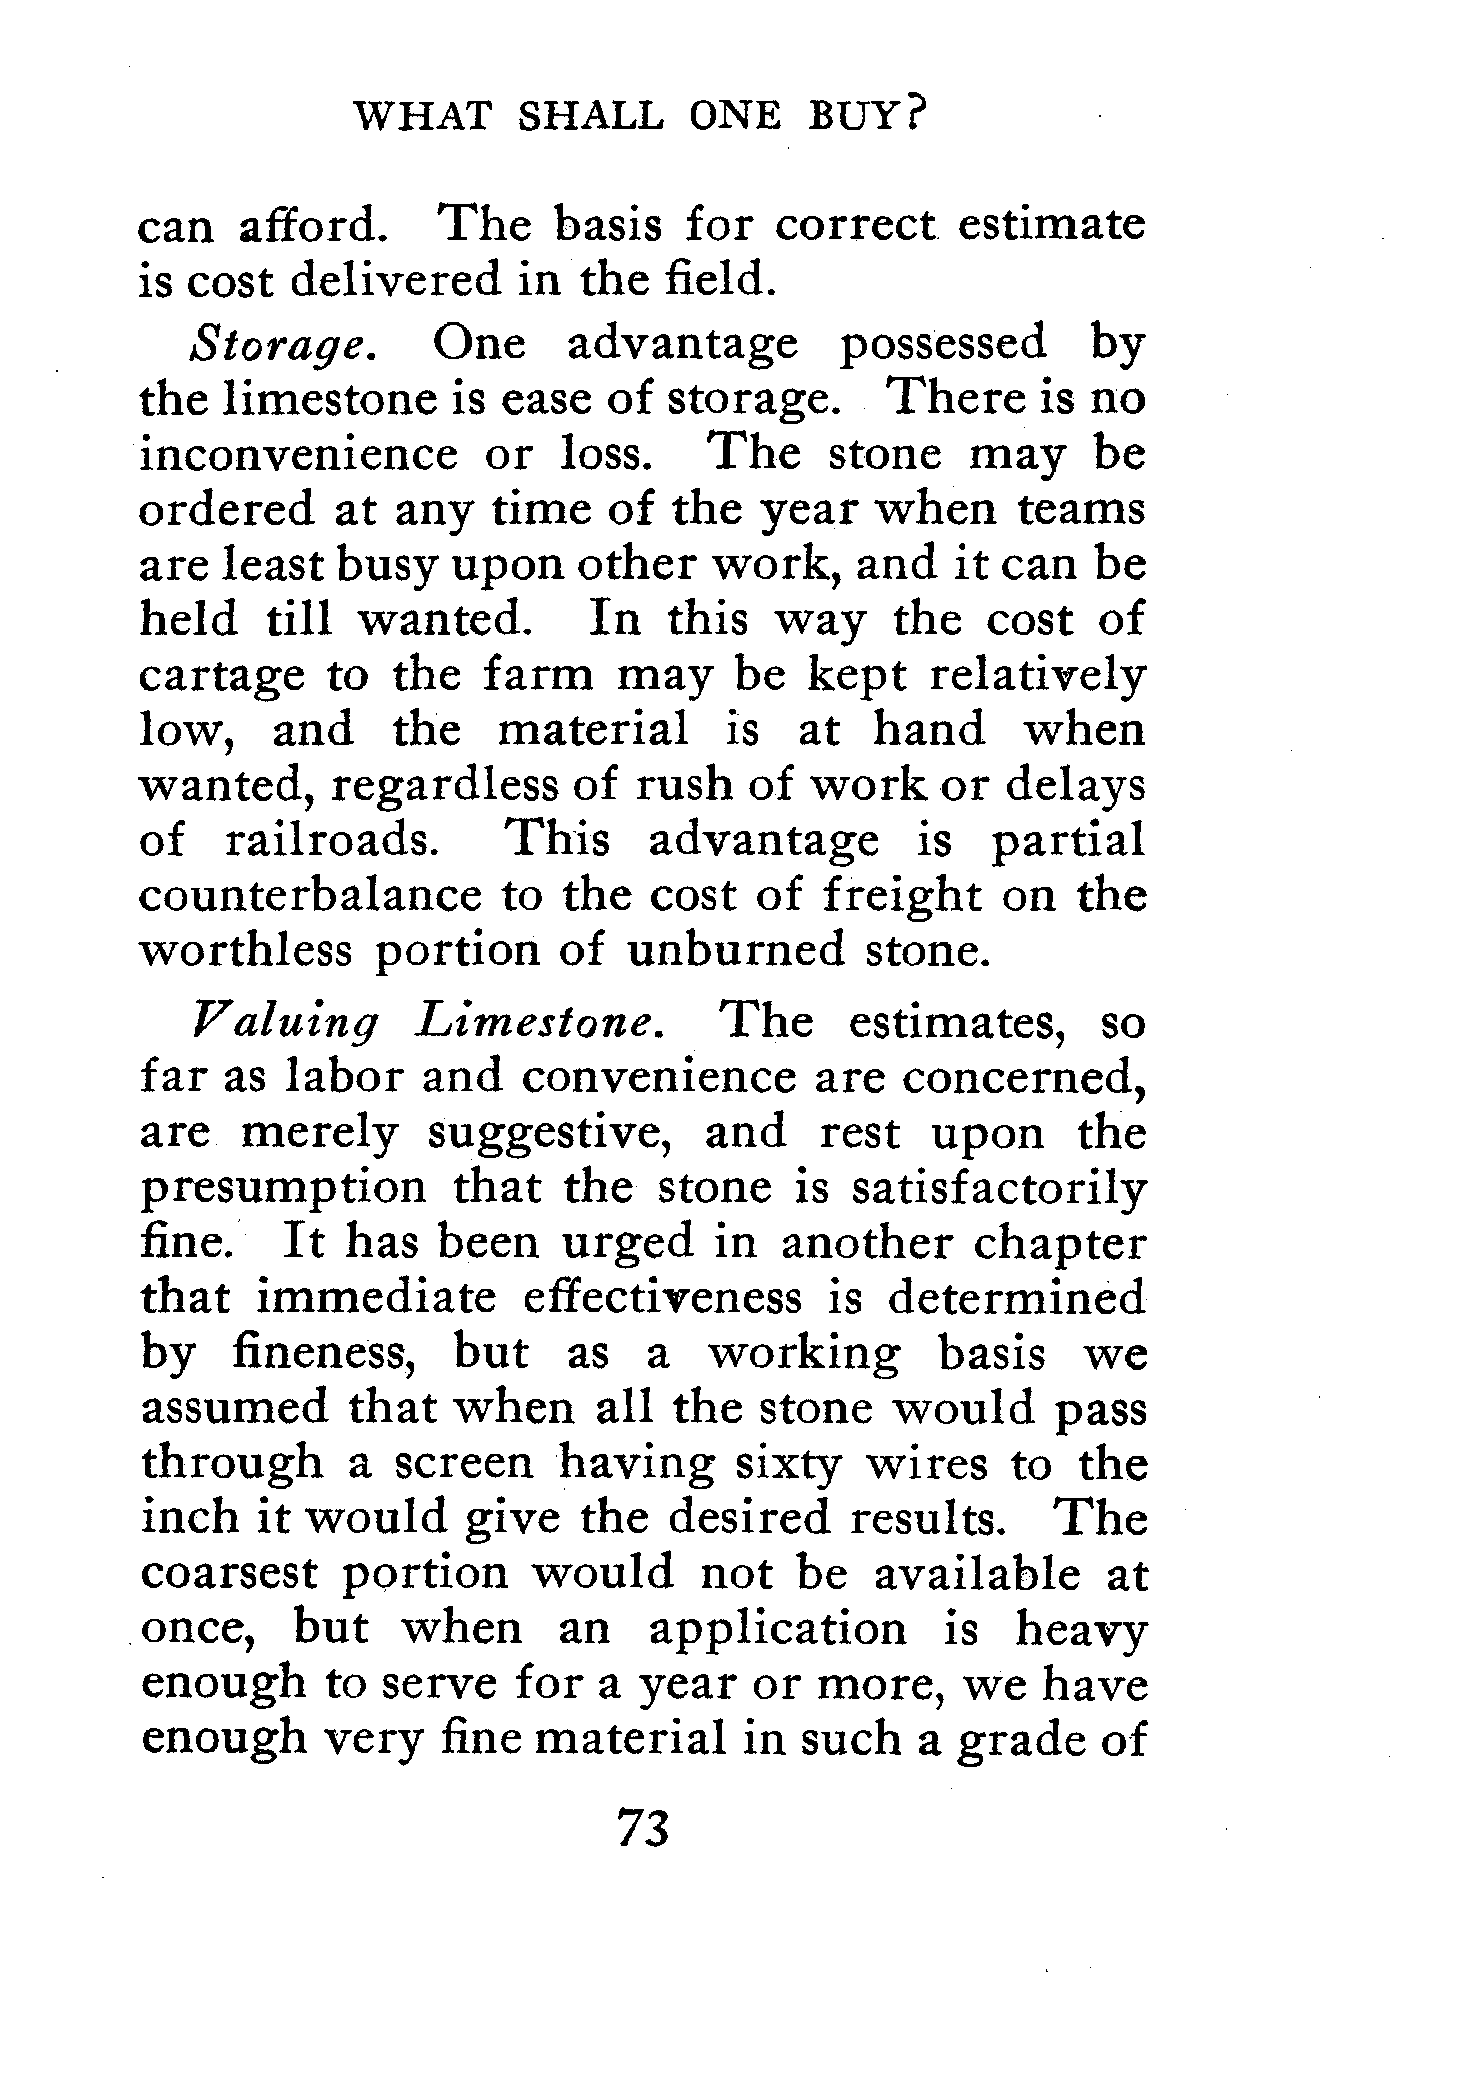 WHAT SHALL ONE BUY?
can afford. The basis for correct estimate
is cost delivered in the field.
Storage. One advantage possessed by
the limestone is ease of storage. There is no
inconvenience or loss. The stone may be
ordered at any time of the year when teams
are least busy upon other work, and it can be
held till wanted. In this way the cost of
cartage to the farm may be kept relatively
low, and the material is at hand when
wanted, regardless of rush of work or delays
of railroads. This advantage is partial
counterbalance to the cost of freight on the
worthless portion of unburned stone.
Valuing Limestone. The estimates, so
far as labor and convenience are concerned,
are merely suggestive, and rest upon the
presumption that the stone is satisfactorily
fine. It has been urged in another chapter
that immediate effectiveness is determined
by fineness, but as a working basis we
assumed that when all the stone would pass
through a screen having sixty wires to the
inch it would give the desired results. The
coarsest portion would not be available at
once, but when an application is heavy
enough to serve for a year or more, we have
enough very fine material in such a grade of
73